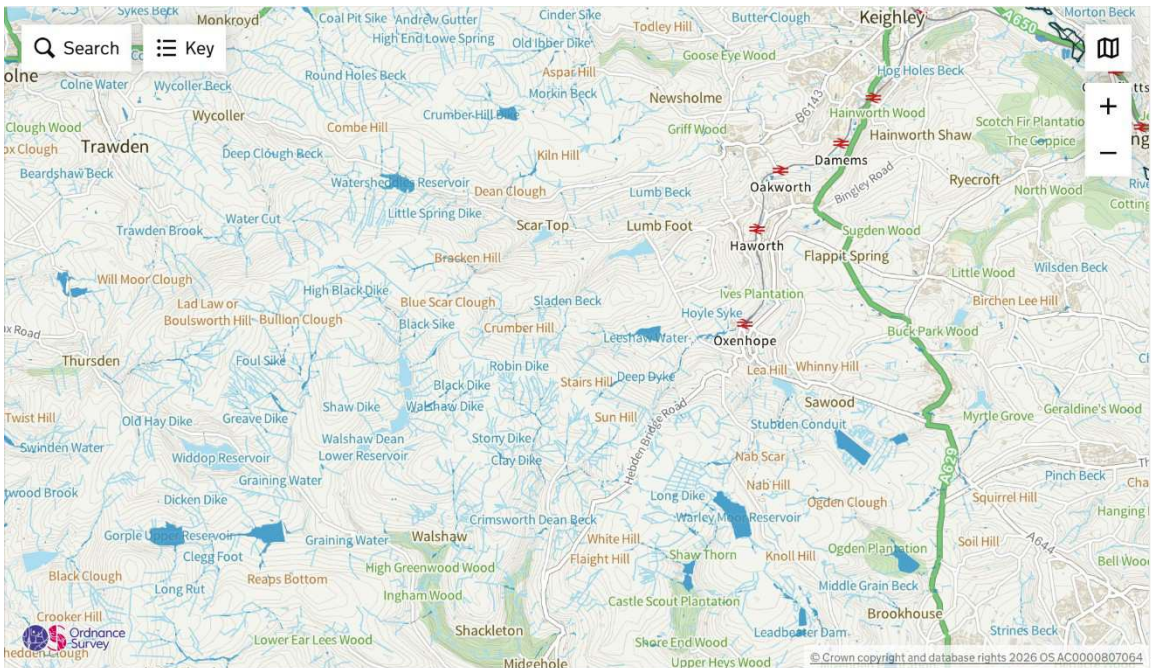 Sykes Beck
Monkroyd
Coal Pit Sike
Andrew Gutter
Cinder Sike
Todley Hill
Butter Clough
Keighley
A650
Morton Beck
Search
Key
High End Lowe Spring
Old Ibber Dike
Goose Eye Wood
olne
Colne Water
Wycoller Beck
Round Holes Beck
Aspar Hill
Morkin Beck
Hog Holes Beck
Newsholme
B6143
Wycoller
Crumber Hill Dike
Hainworth Wood
+
Clough Wood
Combe Hill
Griff Wood
Hainworth Shaw
Scotch Fir Plantation
The Coppice
Trawden
ox Clough
Deep Clough Beck
Kiln Hill
Damems
−
Beardshaw Beck
Watersheddles Reservoir
Dean Clough
Lumb Beck
Oakworth
Bingley Road
Ryecroft
North Wood
Cotting
Water Cut
Little Spring Dike
Scar Top
Lumb Foot
Trawden Brook
Haworth
Sugden Wood
Bracken Hill
Flappit Spring
Will Moor Clough
Little Wood
Wilsden Beck
High Black Dike
Ives Plantation
Lad Law or
Boulsworth Hill
Bullion Clough
Blue Scar Clough
Sladen Beck
Birchen Lee Hill
Black Sike
Crumber Hill
Hoyle Syke
ax Road
Leeshaw Water
Oxenhope
Buck Park Wood
Thursden
Foul Sike
Robin Dike
Lea Hill
Whinny Hill
Black Dike
Stairs Hill
Deep Dyke
Shaw Dike
Walshaw Dike
Sawood
Twist Hill
Old Hay Dike
Greave Dike
Sun Hill
Hebden Bridge Road
Stubden Conduit
Myrtle Grove
Geraldine's Wood
Swinden Water
Walshaw Dean
Lower Reservoir
Stony Dike
Widdop Reservoir
Clay Dike
Nab Scar
A629
Graining Water
Nab Hill
Pinch Beck
twood Brook
Dicken Dike
Long Dike
Ogden Clough
Squirrel Hill
Hanging
Crimsworth Dean Beck
Warley Moor Reservoir
Gorple Upper Reservoir
Graining Water
Walshaw
White Hill
Soil Hill
A644
Clegg Foot
Flaight Hill
Shaw Thorn
Knoll Hill
Ogden Plantation
Bell Wood
Black Clough
Reaps Bottom
High Greenwood Wood
Long Rut
Ingham Wood
Middle Grain Beck
Castle Scout Plantation
Crooker Hill
Brookhouse
Ordnance
Survey
Lower Ear Lees Wood
Shackleton
Leadbeater Dam
Strines Beck
hedden Clough
Shore End Wood
Midgehole
Upper Heys Wood
© Crown copyright and database rights 2026 OS AC0000807064